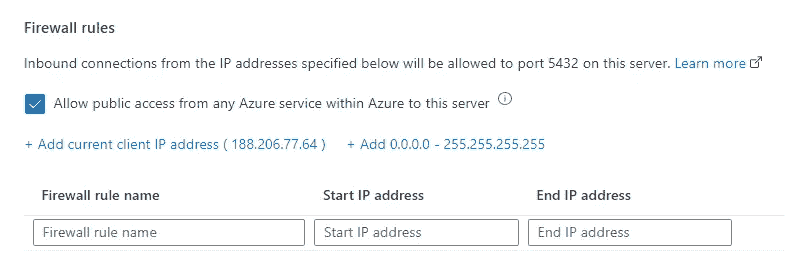 Firewall rules
Inbound connections from the IP addresses specified below will be allowed to port 5432 on this server. Learn more
Allow public access from any Azure service within Azure to this server
+ Add current client IP address ( 188.206.77.64 ) + Add 0.0.0.0 - 255.255.255.255
Firewall rule name Start IP address End IP address
Firewall rule name Start IP address End IP address